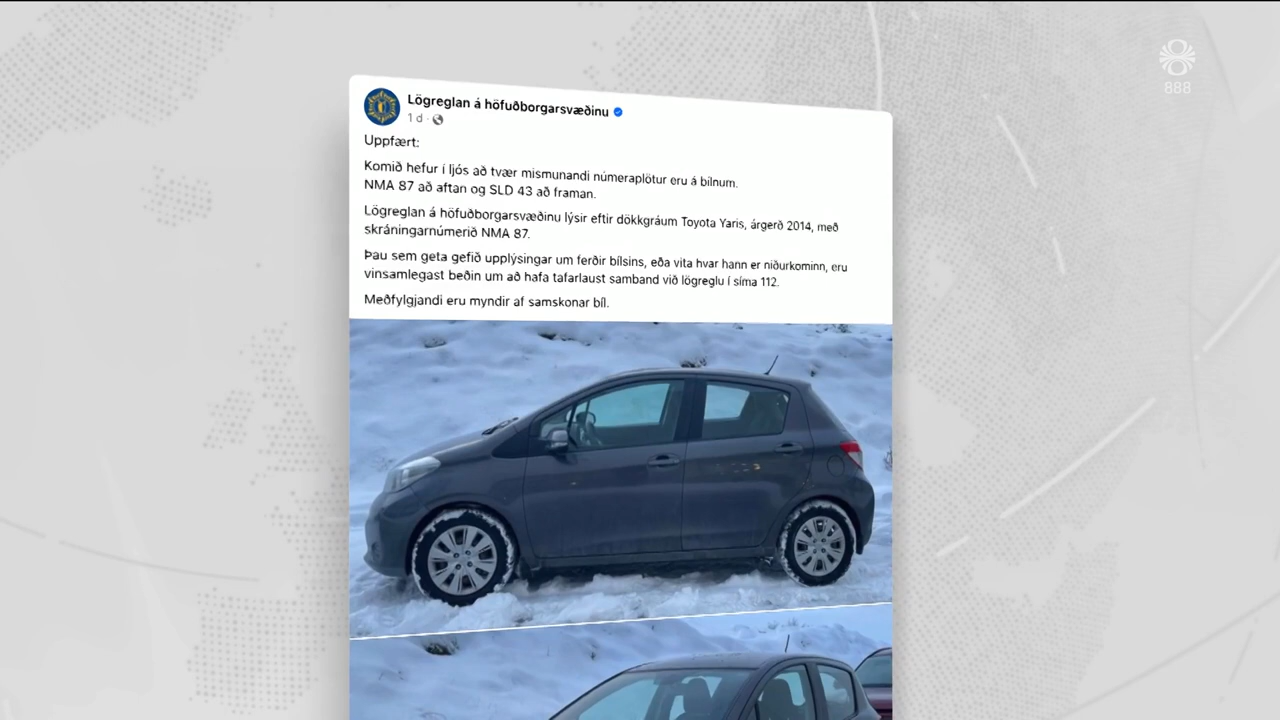 Lögreglan á höfuðborgarsvæðinu
1 d ·
Uppfært:
Komið hefur í ljós að tvær mismunandi númeraplötur eru á bílnum.
NMA 87 að aftan og SLD 43 að framan.
Lögreglan á höfuðborgarsvæðinu lýsir eftir dökkgráum Toyota Yaris, árgerð 2014, með
skráningarnúmerið NMA 87.
Þau sem geta gefið upplýsingar um ferðir bílsins, eða vita hvar hann er niðurkominn, eru
vinsamlegast beðin um að hafa tafarlaust samband við lögreglu í síma 112.
Meðfylgjandi eru myndir af samskonar bíl.
888